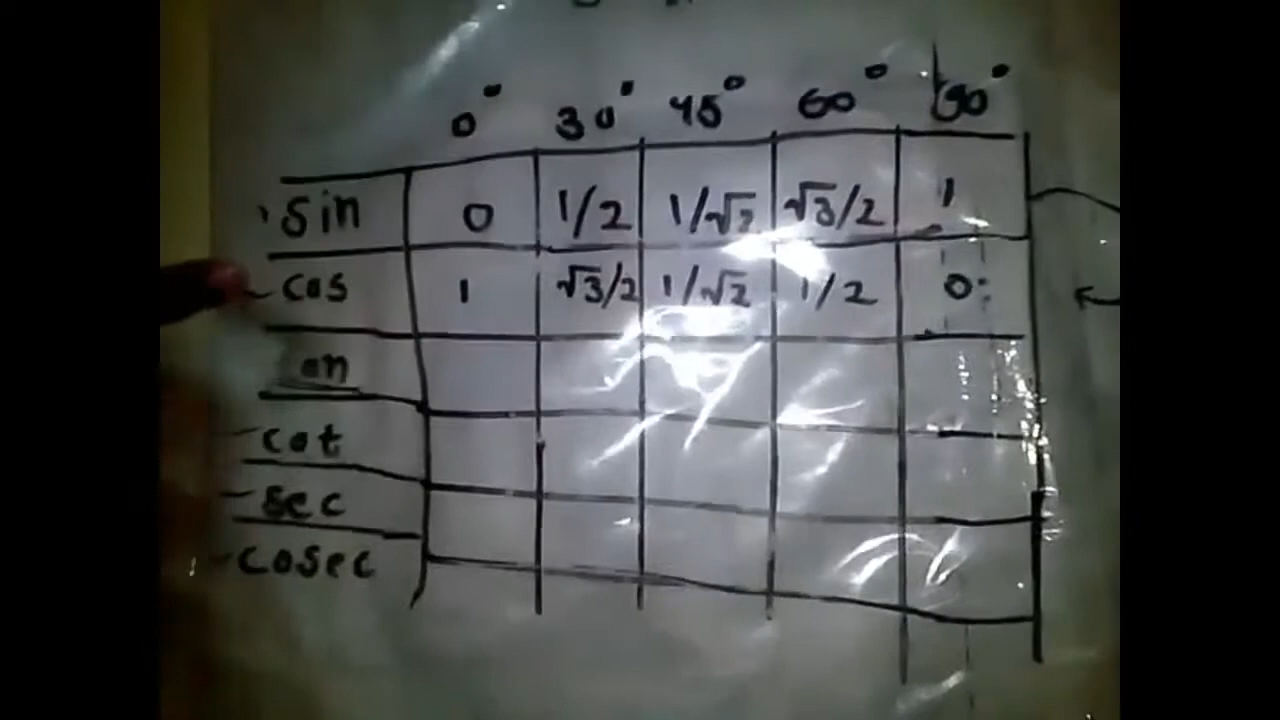 0° 30° 45° 60° 90°
sin 0 1/2 1/√2 √3/2 1
cos 1 √3/2 1/√2 1/2 0
an
cot
sec
cosec